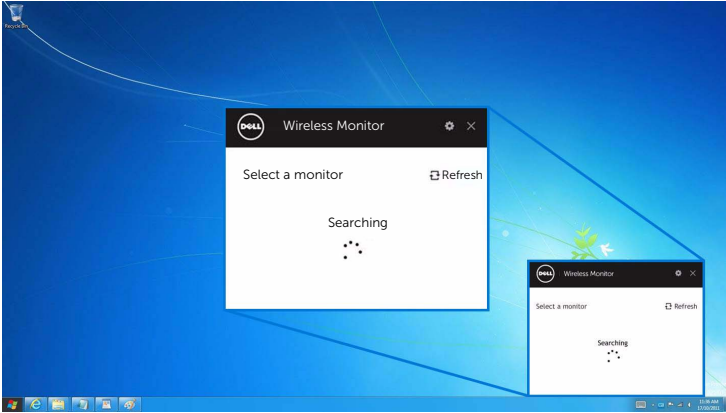 Recycle Bin
DELL
Wireless Monitor
Select a monitor
Refresh
Searching
DELL
Wireless Monitor
Select a monitor
Refresh
Searching